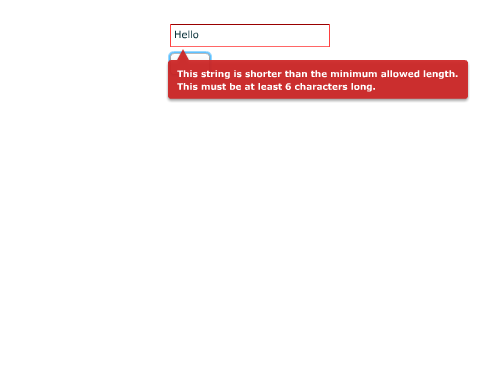 Hello
This string is shorter than the minimum allowed length.
This must be at least 6 characters long.